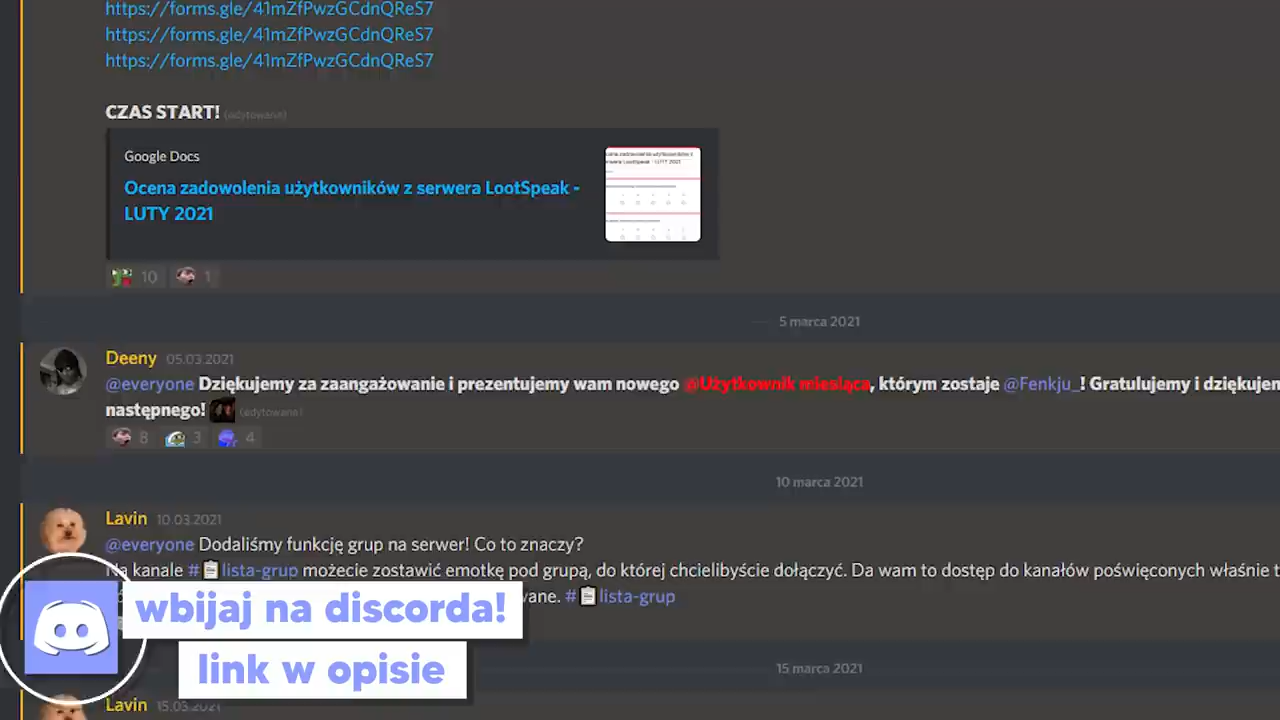 https://forms.gle/41mZfPwzGCdnQReS7
https://forms.gle/41mZfPwzGCdnQReS7
https://forms.gle/41mZfPwzGCdnQReS7
CZAS START! (edytowane)
Google Docs
Ocena zadowolenia użytkowników z serwera LootSpeak -
LUTY 2021
10 1
5 marca 2021
Deeny 05.03.2021
@everyone Dziękujemy za zaangażowanie i prezentujemy wam nowego @Użytkownik miesiąca, którym zostaje @Fenkju_! Gratulujemy i
następnego! (edytowane)
8 3 4
10 marca 2021
Lavin 10.03.2021
@everyone Dodaliśmy funkcję grup na serwer! Co to znaczy?
Na kanale #📋lista-grup możecie zostawić emotkę pod grupą, do której chcielibyście dołączyć. Da wam to dostęp do kanałów poświęconych właśnie
#📋lista-grup
wbijaj na discorda!
link w opisie
15 marca 2021
Lavin 15.03.2021